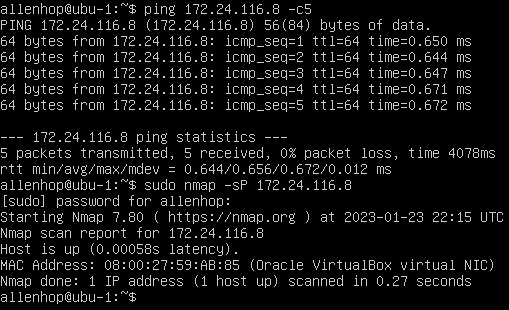 allenhop@ubu-1:~$ ping 172.24.116.8 -c5
PING 172.24.116.8 (172.24.116.8) 56(84) bytes of data.
64 bytes from 172.24.116.8: icmp_seq=1 ttl=64 time=0.650 ms
64 bytes from 172.24.116.8: icmp_seq=2 ttl=64 time=0.644 ms
64 bytes from 172.24.116.8: icmp_seq=3 ttl=64 time=0.647 ms
64 bytes from 172.24.116.8: icmp_seq=4 ttl=64 time=0.671 ms
64 bytes from 172.24.116.8: icmp_seq=5 ttl=64 time=0.672 ms

--- 172.24.116.8 ping statistics ---
5 packets transmitted, 5 received, 0% packet loss, time 4078ms
rtt min/avg/max/mdev = 0.644/0.656/0.672/0.012 ms
allenhop@ubu-1:~$ sudo nmap -sP 172.24.116.8
[sudo] password for allenhop:
Starting Nmap 7.80 ( https://nmap.org ) at 2023-01-23 22:15 UTC
Nmap scan report for 172.24.116.8
Host is up (0.00058s latency).
MAC Address: 08:00:27:59:AB:85 (Oracle VirtualBox virtual NIC)
Nmap done: 1 IP address (1 host up) scanned in 0.27 seconds
allenhop@ubu-1:~$